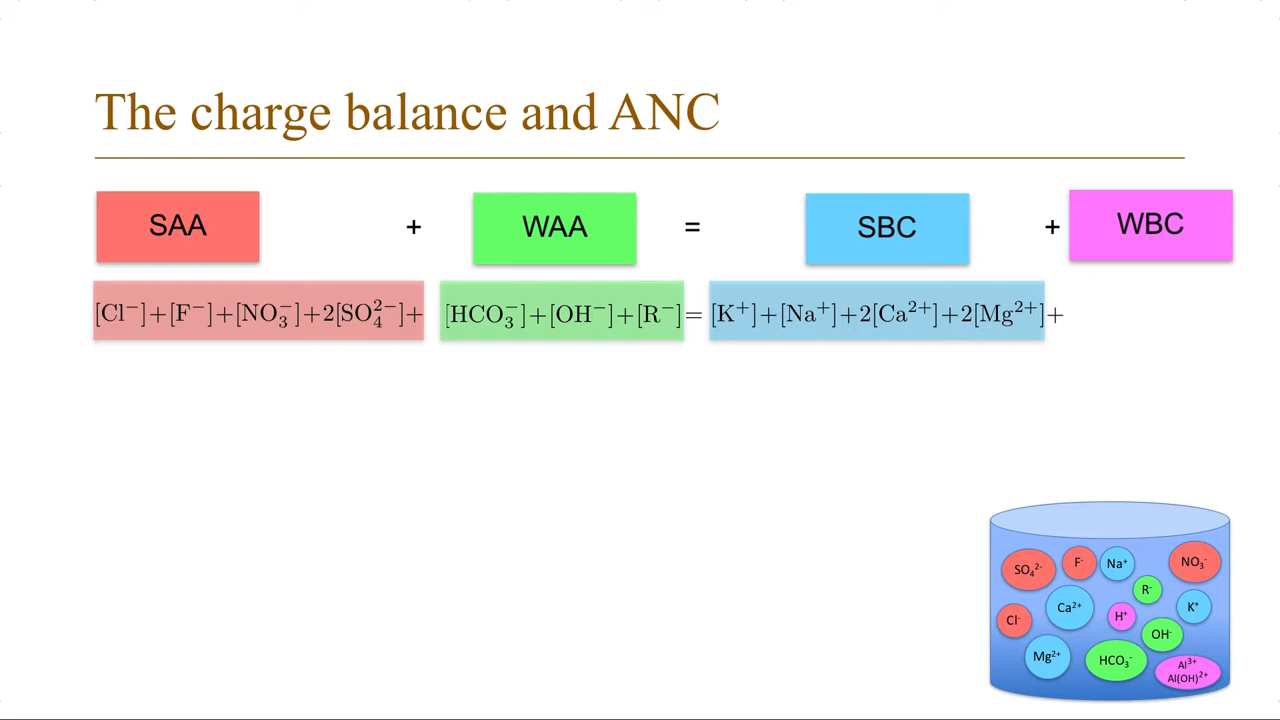 The charge balance and ANC
SAA + WAA = SBC + WBC
[Cl⁻]+[F⁻]+[NO₃⁻]+2[SO₄²⁻]+ [HCO₃⁻]+[OH⁻]+[R⁻]= [K⁺]+[Na⁺]+2[Ca²⁺]+2[Mg²⁺]+
SO₄²⁻ F⁻ Na⁺ NO₃⁻
R⁻
Ca²⁺ K⁺
Cl⁻ H⁺
OH⁻
Mg²⁺ HCO₃⁻ Al³⁺
Al(OH)²⁺